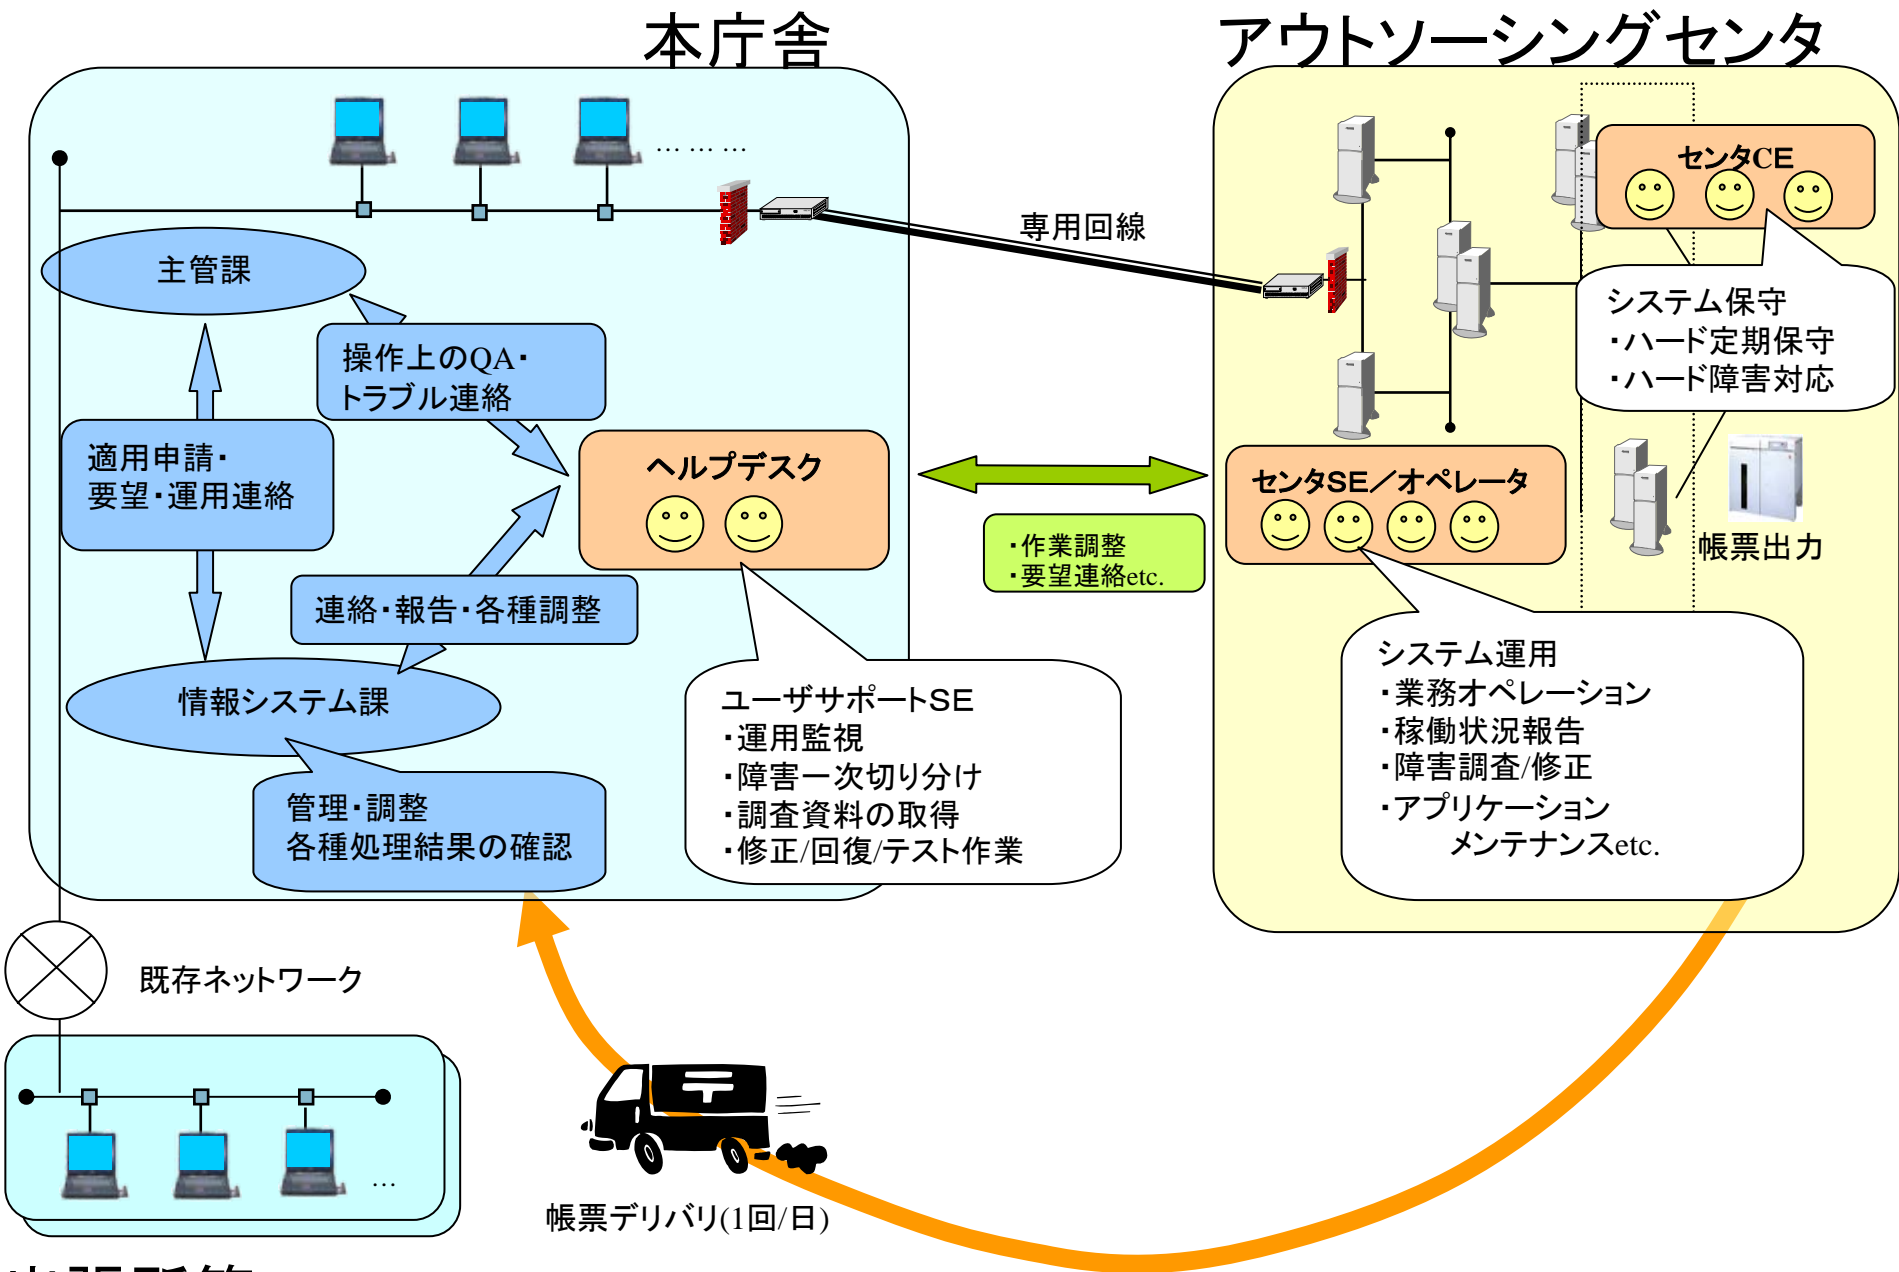 本庁舎
アウトソーシングセンタ
… … …
センタCE
専用回線
主管課
システム保守
・ハード定期保守
・ハード障害対応
操作上のQA・
トラブル連絡
適用申請・
要望・運用連絡
ヘルプデスク
センタSE／オペレータ
・作業調整
・要望連絡etc.
帳票出力
連絡・報告・各種調整
情報システム課
ユーザサポートSE
・運用監視
・障害一次切り分け
・調査資料の取得
・修正/回復/テスト作業
システム運用
・業務オペレーション
・稼働状況報告
・障害調査/修正
・アプリケーション
メンテナンスetc.
管理・調整
各種処理結果の確認
既存ネットワーク
…
帳票デリバリ(1回/日)